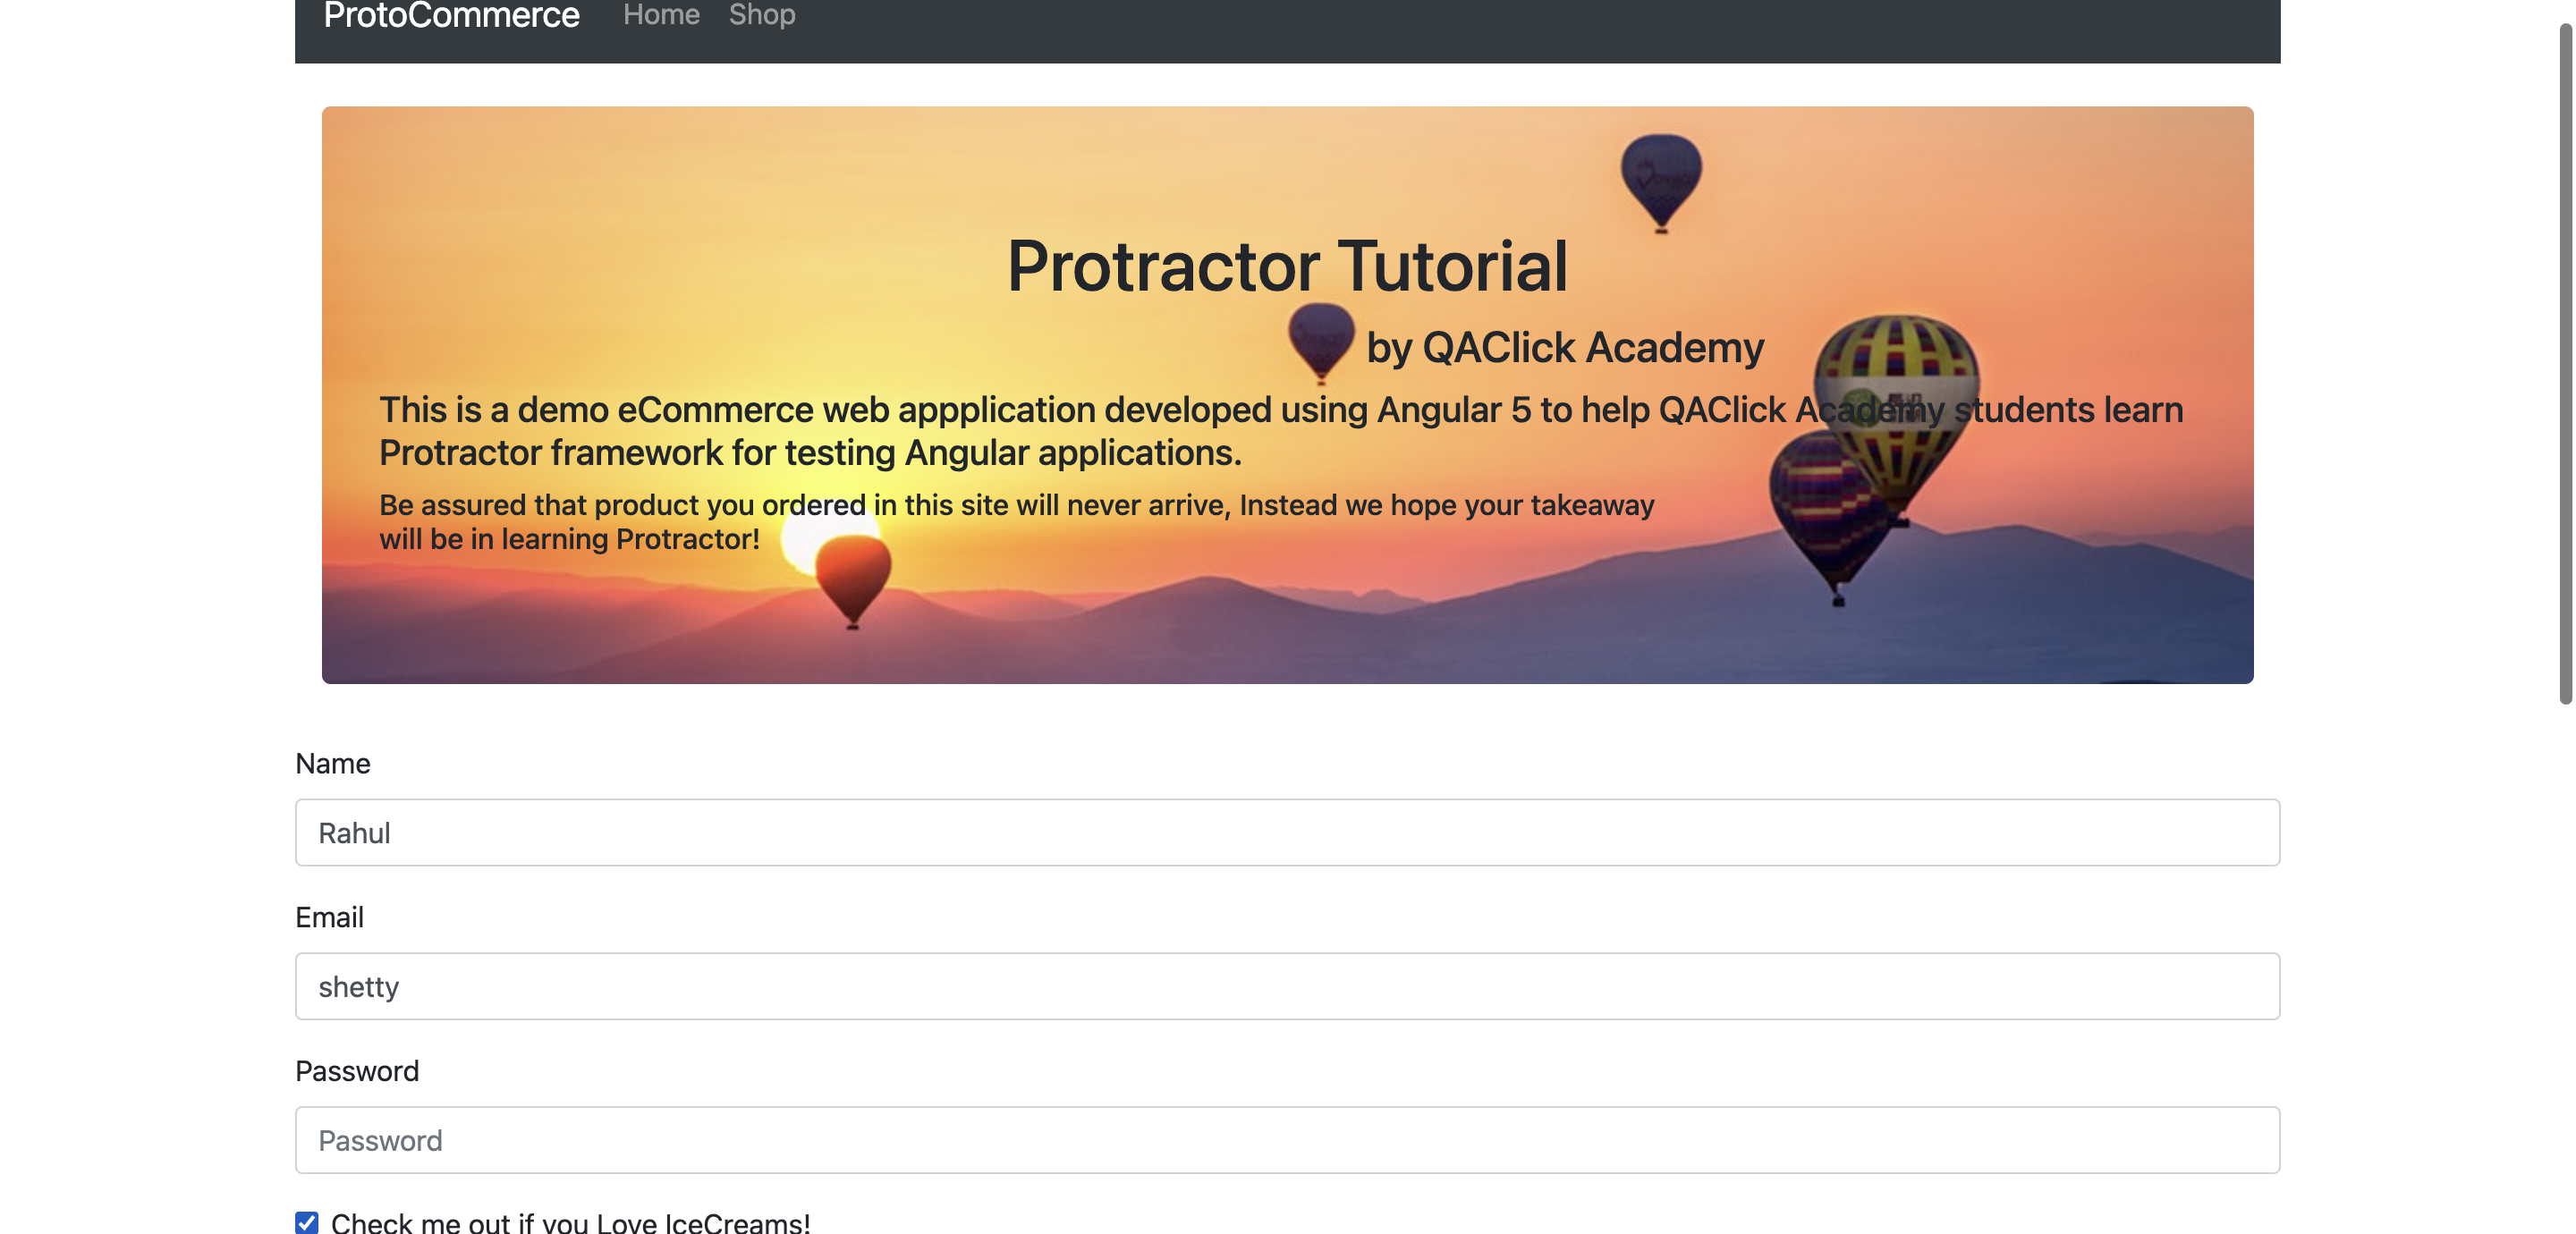 ProtoCommerce Home Shop
Protractor Tutorial
by QAClick Academy
This is a demo eCommerce web appplication developed using Angular 5 to help QAClick Academy students learn
Protractor framework for testing Angular applications.
Be assured that product you ordered in this site will never arrive, Instead we hope your takeaway
will be in learning Protractor!
Name
Rahul
Email
shetty
Password
Password
Check me out if you Love IceCreams!